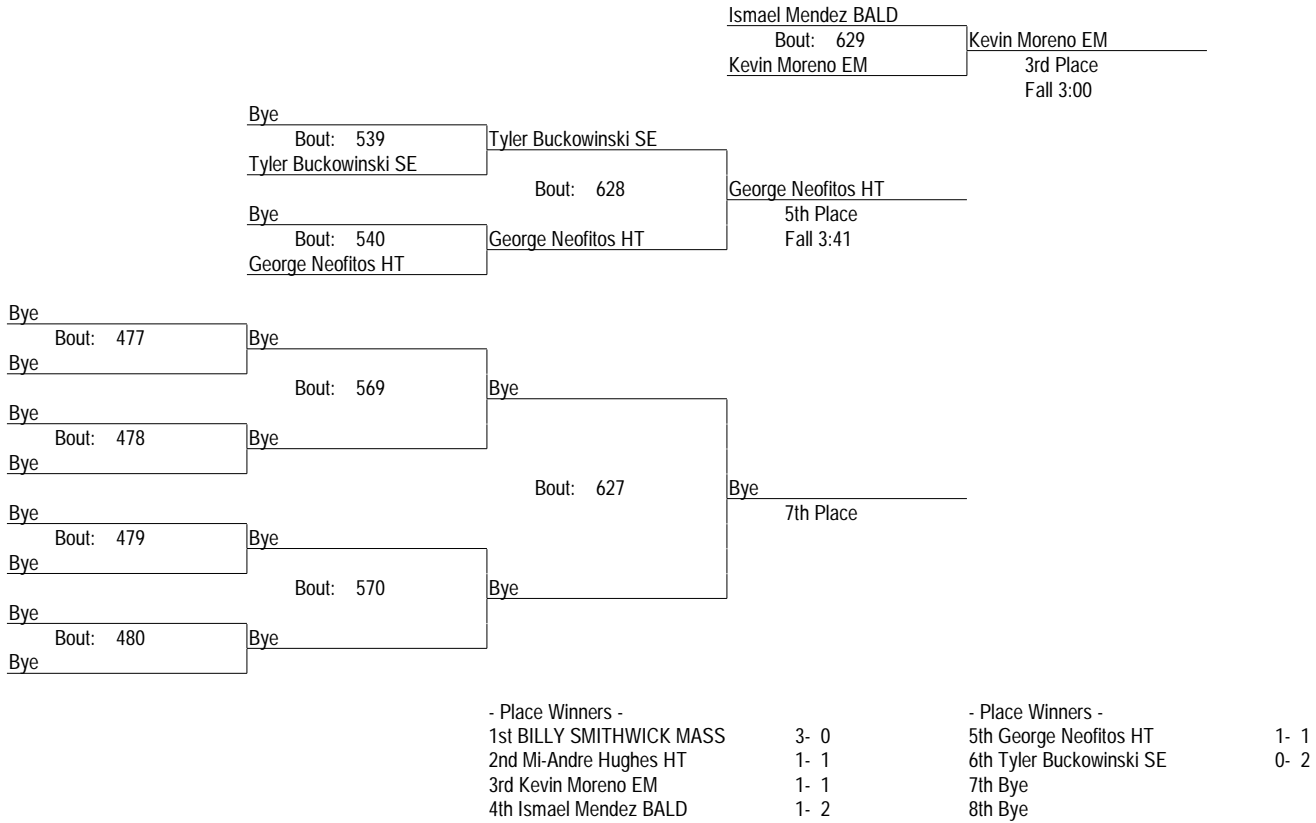 Ismael Mendez BALD
Bout: 629 Kevin Moreno EM
Kevin Moreno EM 3rd Place
Fall 3:00
Bye
Bout: 539 Tyler Buckowinski SE
Tyler Buckowinski SE
Bout: 628 George Neofitos HT
Bye 5th Place
Bout: 540 George Neofitos HT Fall 3:41
George Neofitos HT
Bye
Bout: 477 Bye
Bye
Bout: 569 Bye
Bye
Bout: 478 Bye
Bye
Bout: 627 Bye
Bye 7th Place
Bout: 479 Bye
Bye
Bout: 570 Bye
Bye
Bout: 480 Bye
Bye
- Place Winners - - Place Winners -
1st BILLY SMITHWICK MASS 3- 0 5th George Neofitos HT 1- 1
2nd Mi-Andre Hughes HT 1- 1 6th Tyler Buckowinski SE 0- 2
3rd Kevin Moreno EM 1- 1 7th Bye
4th Ismael Mendez BALD 1- 2 8th Bye